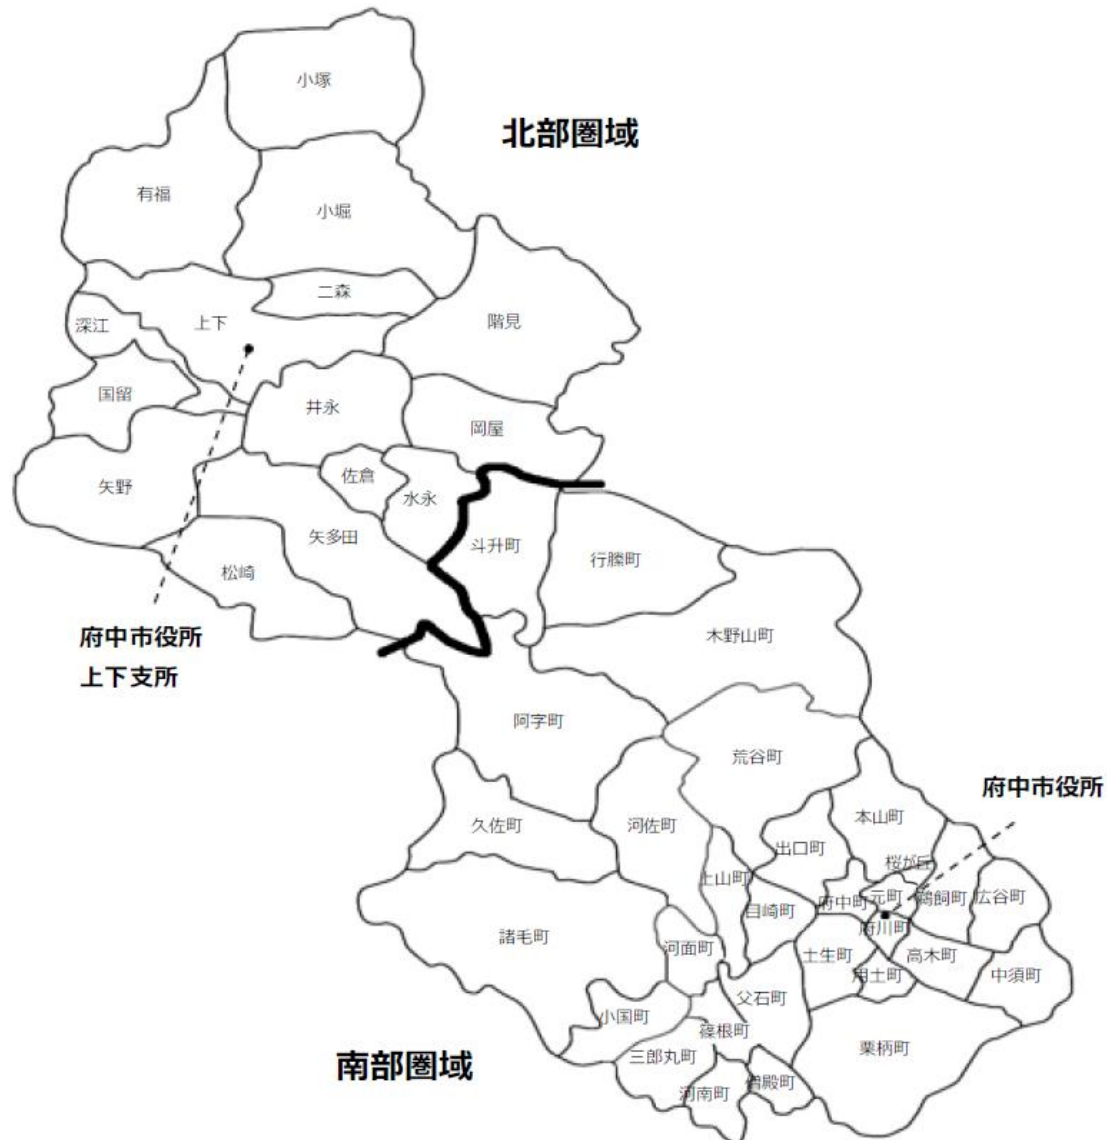 小塚
北部圏域
有福
小堀
二森
深江
上下
階見
国留
井永
岡屋
矢野
佐倉
水永
矢多田
斗升町
行縢町
松崎
府中市役所
上下支所
木野山町
阿字町
荒谷町
府中市役所
久佐町
河佐町
本山町
出口町
桜が丘
上山町
目崎町
府中町
元町
鵜飼町
広谷町
府川町
諸毛町
河面町
土生町
高木町
用土町
中須町
父石町
小国町
篠根町
三郎丸町
栗柄町
南部圏域
河南町
僧殿町